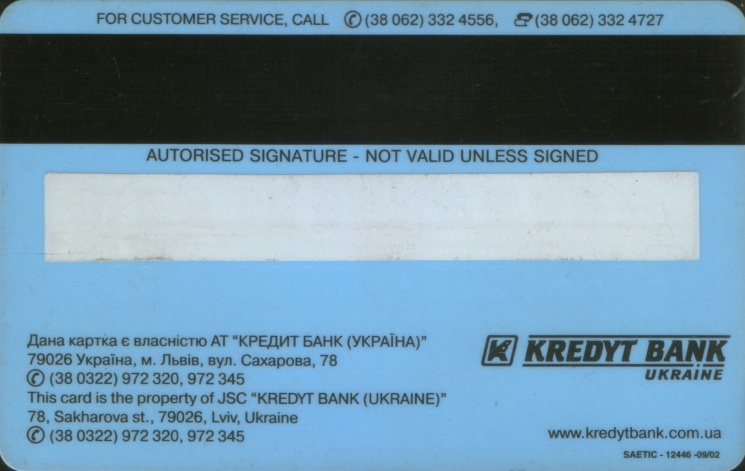 FOR CUSTOMER SERVICE, CALL ✆(38 062) 332 4556, (38 062) 332 4727
AUTORISED SIGNATURE - NOT VALID UNLESS SIGNED
Дана картка є власністю АТ "КРЕДИТ БАНК (УКРАЇНА)"
79026 Україна, м. Львів, вул. Сахарова, 78
✆ (38 0322) 972 320, 972 345
This card is the property of JSC "KREDYT BANK (UKRAINE)"
78, Sakharova st., 79026, Lviv, Ukraine
✆ (38 0322) 972 320, 972 345
KREDYT BANK
UKRAINE
www.kredytbank.com.ua
SAETIC - 12446 -09/02